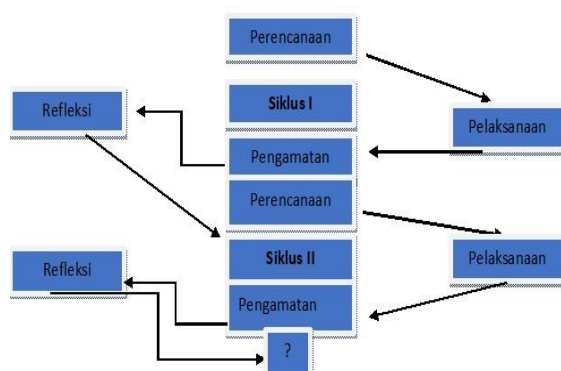 Perencanaan
Refleksi
Siklus I
Pelaksanaan
Pengamatan
Perencanaan
Refleksi
Siklus II
Pelaksanaan
Pengamatan
?